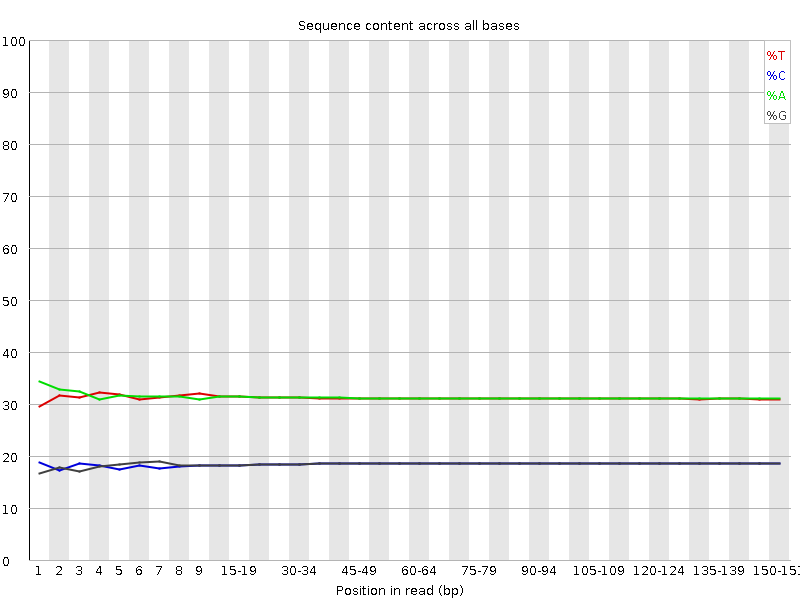 Sequence content across all bases
100
90
80
70
60
50
40
30
20
10
0
%T
%C
%A
%G
1 2 3 4 5 6 7 8 9 15-19 30-34 45-49 60-64 75-79 90-94 105-109 120-124 135-139 150-151
Position in read (bp)